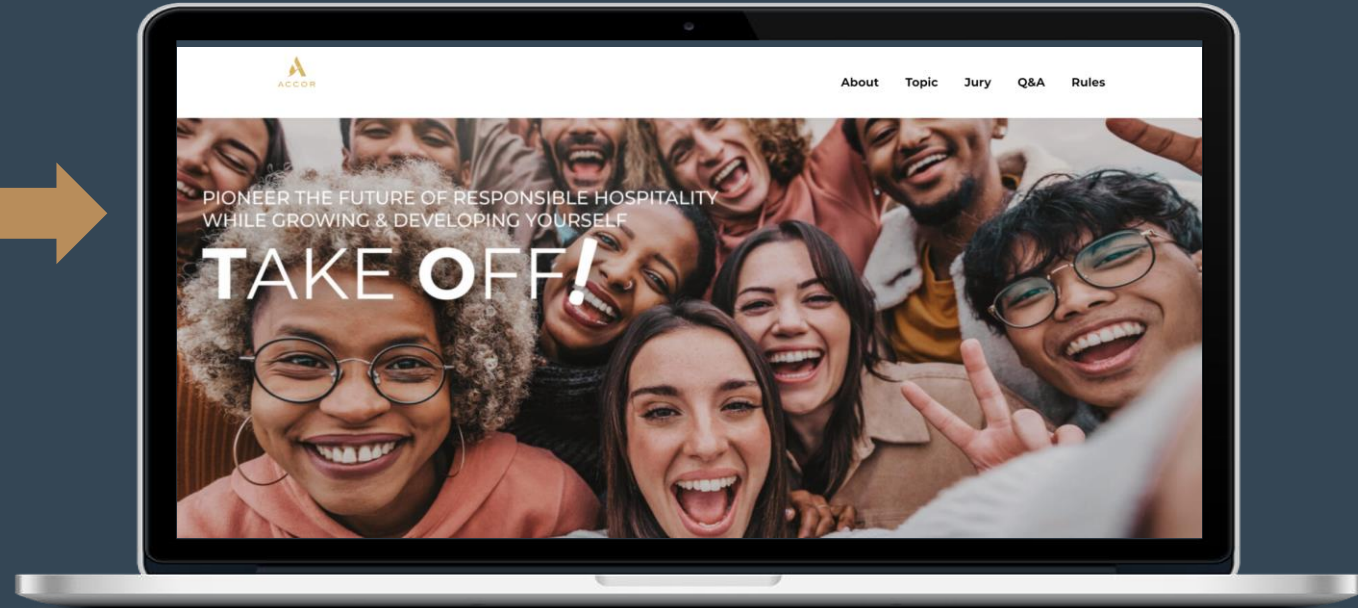 ACCOR
About Topic Jury Q&A Rules
PIONEER THE FUTURE OF RESPONSIBLE HOSPITALITY
WHILE GROWING & DEVELOPING YOURSELF
TAKE OFF!